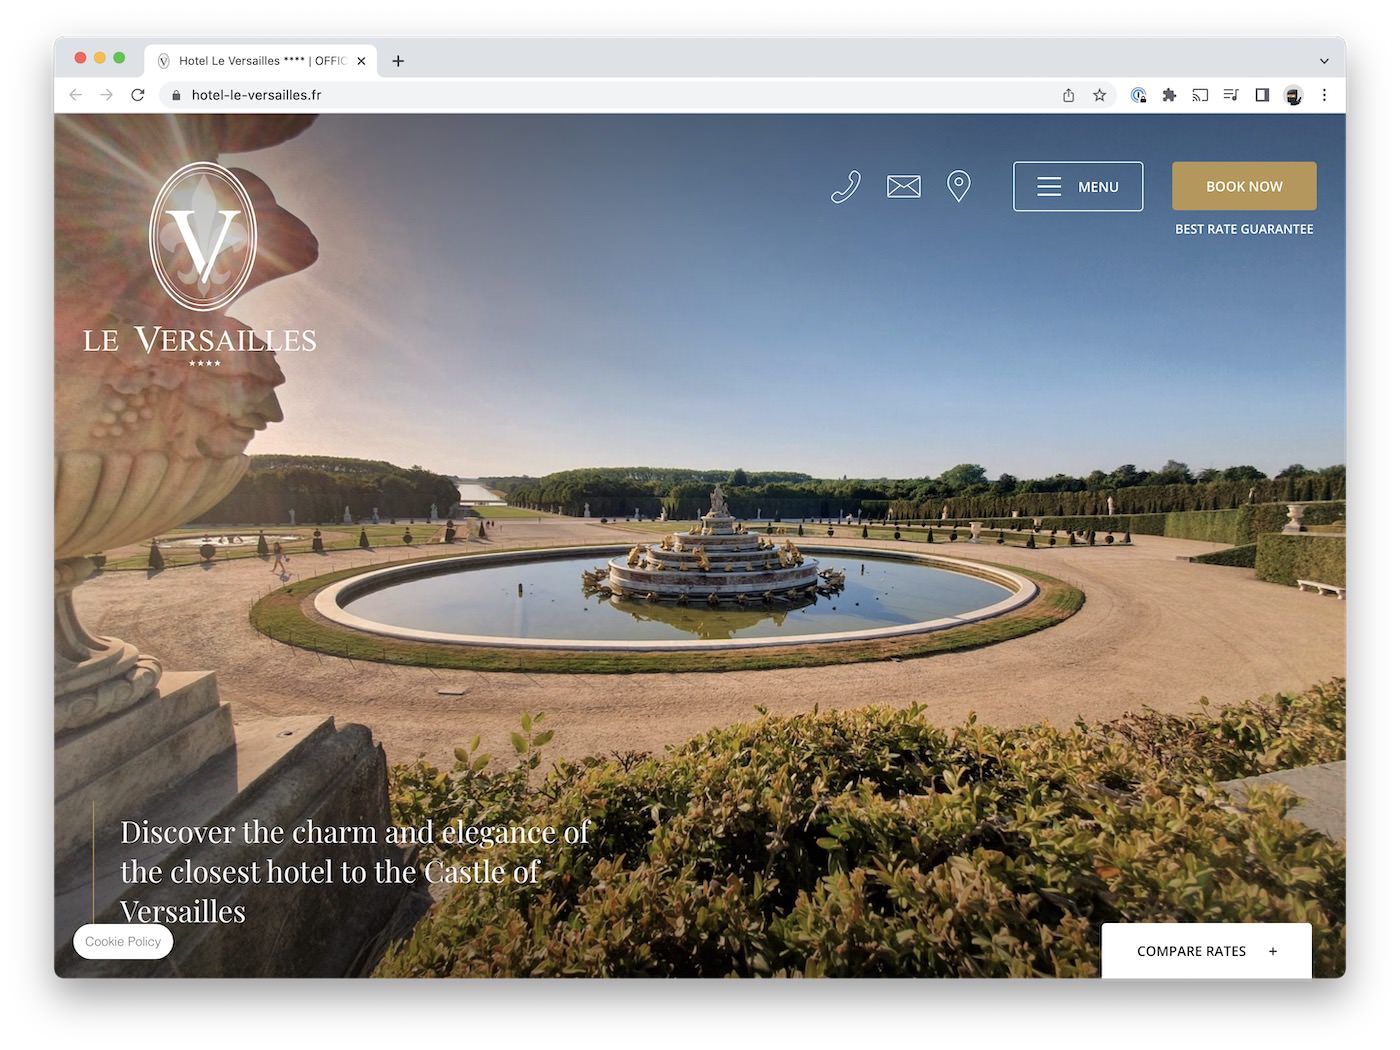 Hotel Le Versailles **** | OFFIC
hotel-le-versailles.fr
V
LE VERSAILLES
★★★★
MENU
BOOK NOW
BEST RATE GUARANTEE
Discover the charm and elegance of
the closest hotel to the Castle of
Versailles
Cookie Policy
COMPARE RATES +